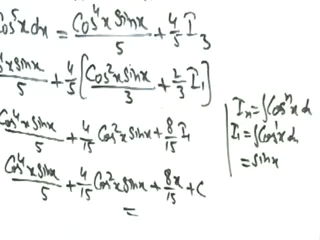 Cos⁵x dx = Cos⁴x sinx/5 + 4/5 I₃
x sinx/5 + 4/5 [Cos²x sinx/3 + 2/3 I₁]
Cos⁴x sinx/5 + 4/15 Cos²x sinx + 8/15 I₁
Cos⁴x sinx/5 + 4/15 Cos²x sinx + 8x/15 + C
=
Iₙ = ∫Cosⁿx d
I₁ = ∫Cos¹x d
= sinx